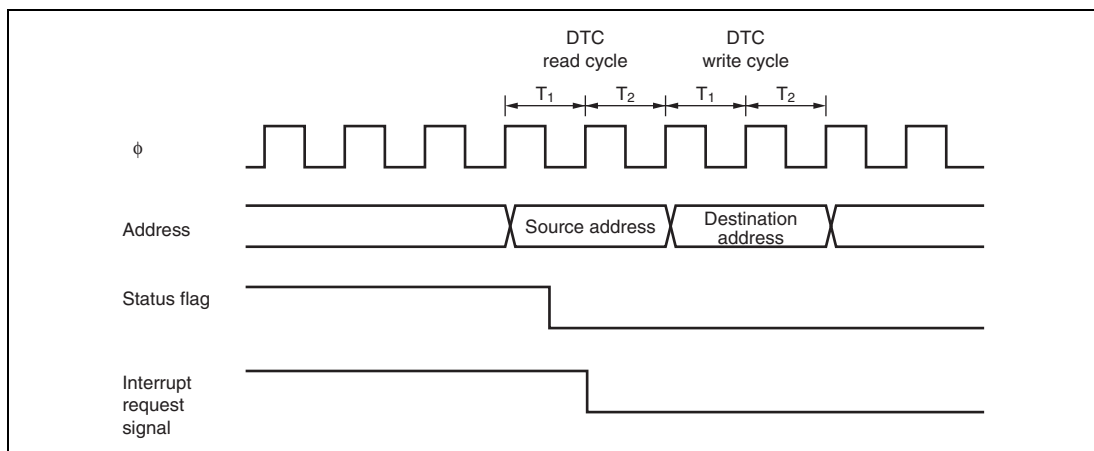 DTC
read cycle
DTC
write cycle
T1
T2
T1
T2
ϕ
Address
Source address
Destination
address
Status flag
Interrupt
request
signal